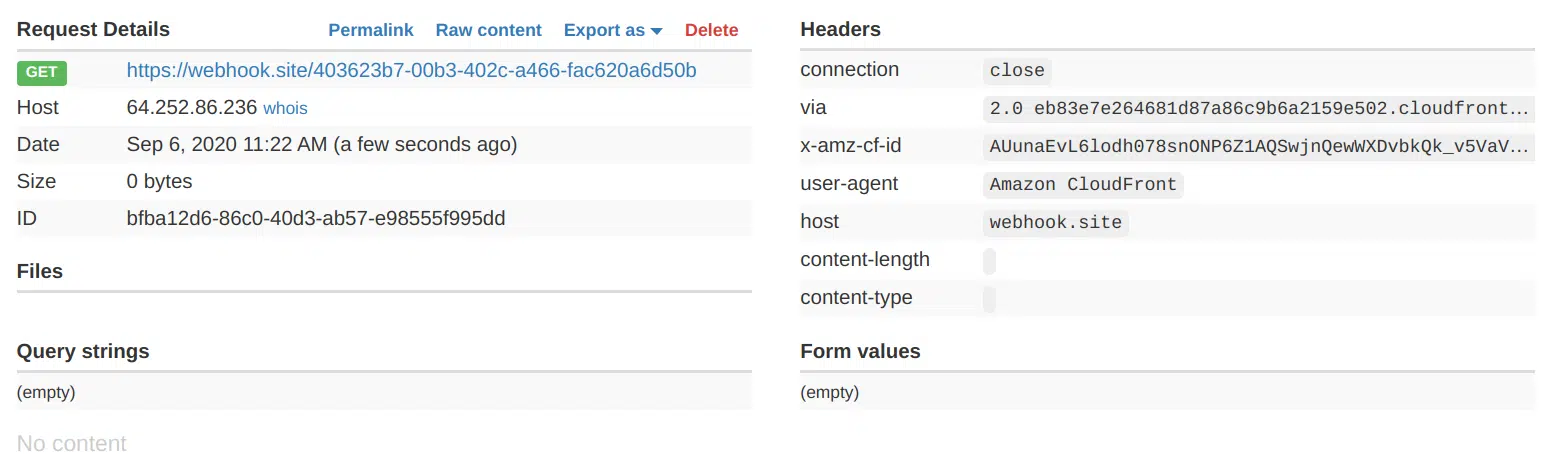 Request Details Permalink Raw content Export as Delete
GET https://webhook.site/403623b7-00b3-402c-a466-fac620a6d50b
Host 64.252.86.236 whois
Date Sep 6, 2020 11:22 AM (a few seconds ago)
Size 0 bytes
ID bfba12d6-86c0-40d3-ab57-e98555f995dd
Files
Query strings
(empty)
No content
Headers
connection close
via 2.0 eb83e7e264681d87a86c9b6a2159e502.cloudfront...
x-amz-cf-id AUunaEvL6lodh078snONP6Z1AQSwjnQewWXDvbkQk_v5VaV...
user-agent Amazon CloudFront
host webhook.site
content-length
content-type
Form values
(empty)